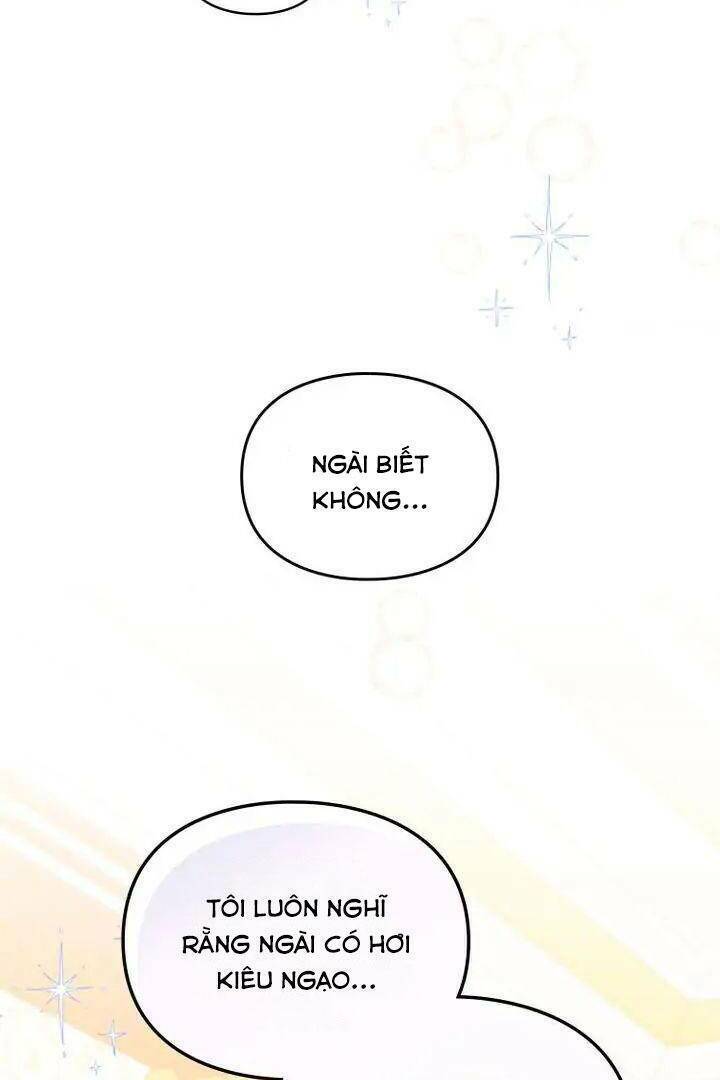 NGÀI BIẾT
KHÔNG...
TÔI LUÔN NGHĨ
RẰNG NGÀI CÓ HƠI
KIÊU NGẠO...